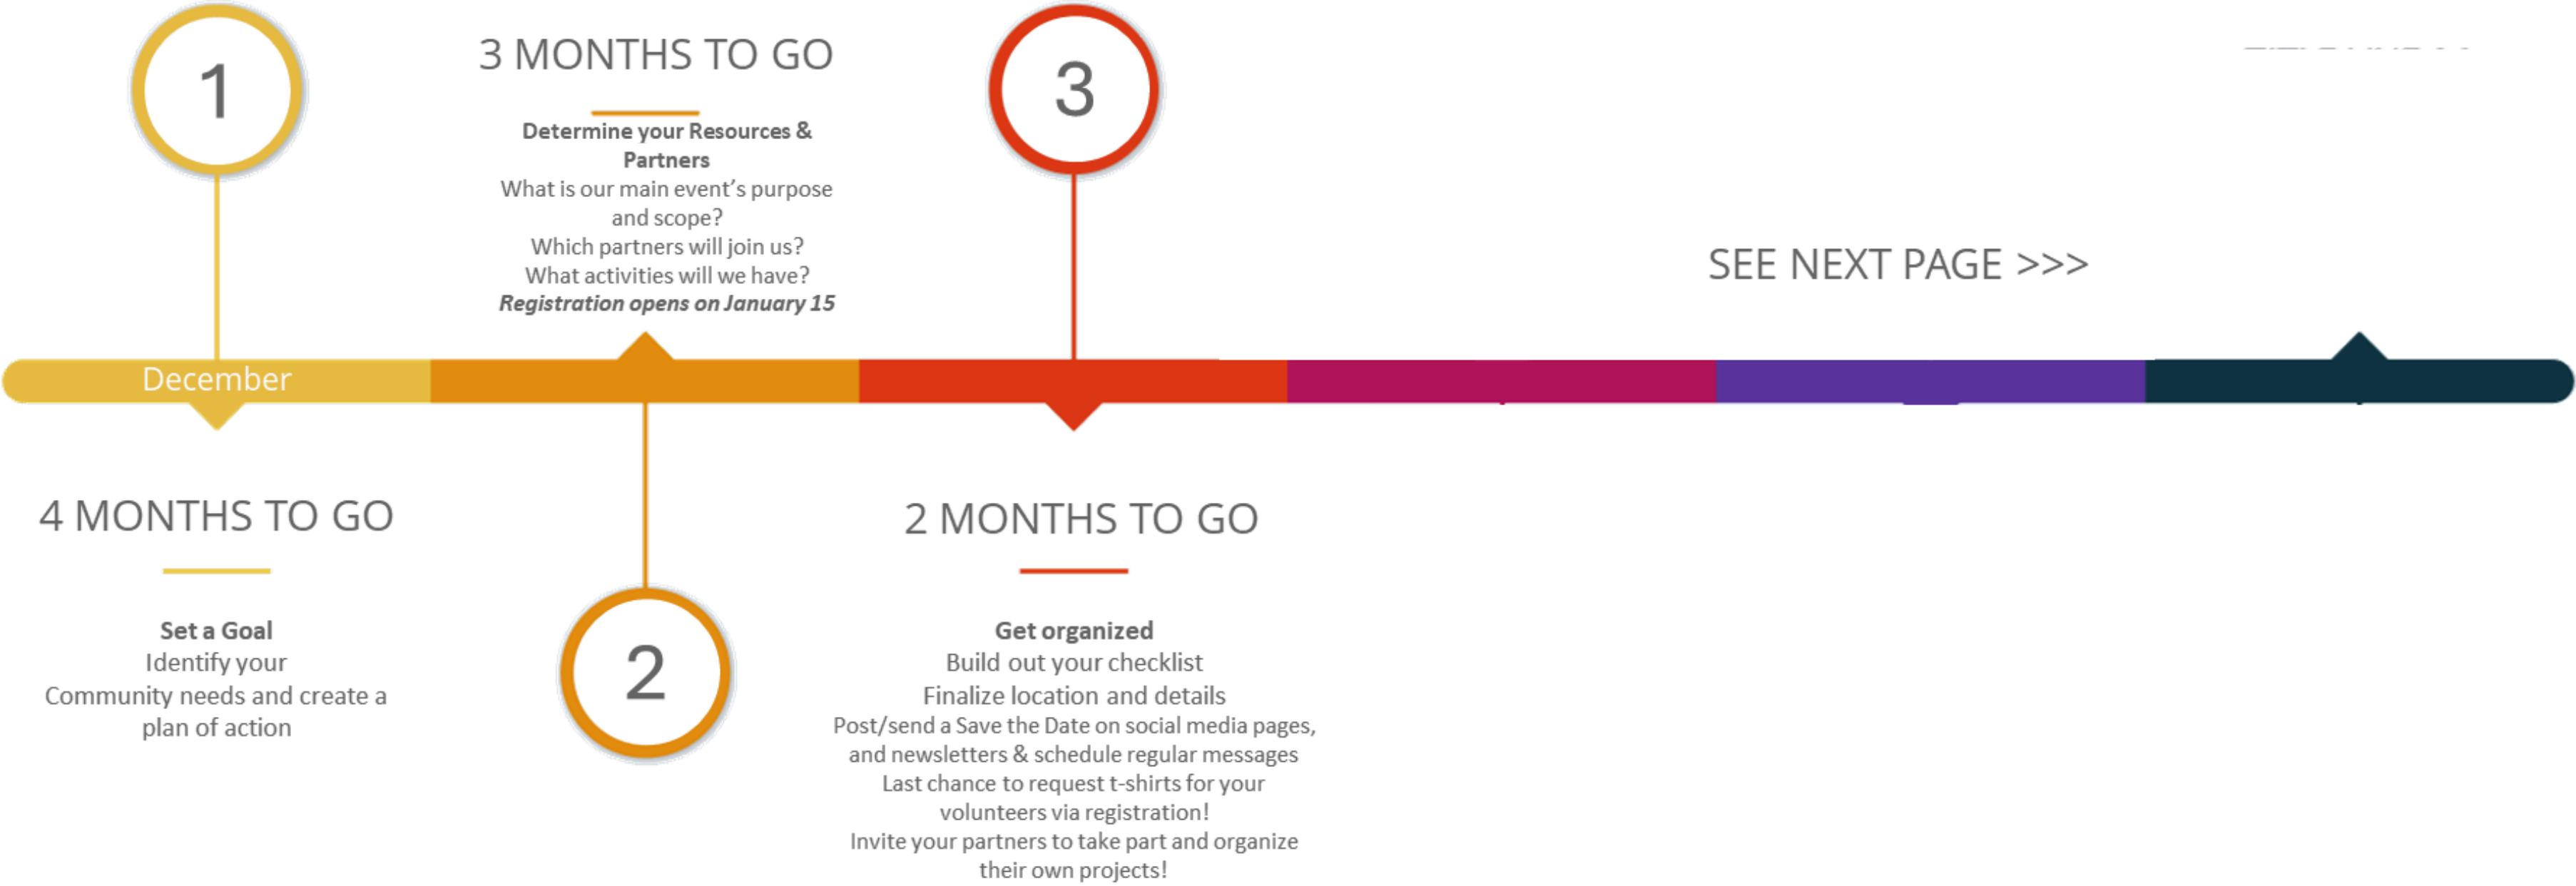 1
3 MONTHS TO GO
Determine your Resources &
Partners
What is our main event’s purpose
and scope?
Which partners will join us?
What activities will we have?
Registration opens on January 15
3
SEE NEXT PAGE >>>
December
4 MONTHS TO GO
Set a Goal
Identify your
Community needs and create a
plan of action
2
2 MONTHS TO GO
Get organized
Build out your checklist
Finalize location and details
Post/send a Save the Date on social media pages,
and newsletters & schedule regular messages
Last chance to request t-shirts for your
volunteers via registration!
Invite your partners to take part and organize
their own projects!